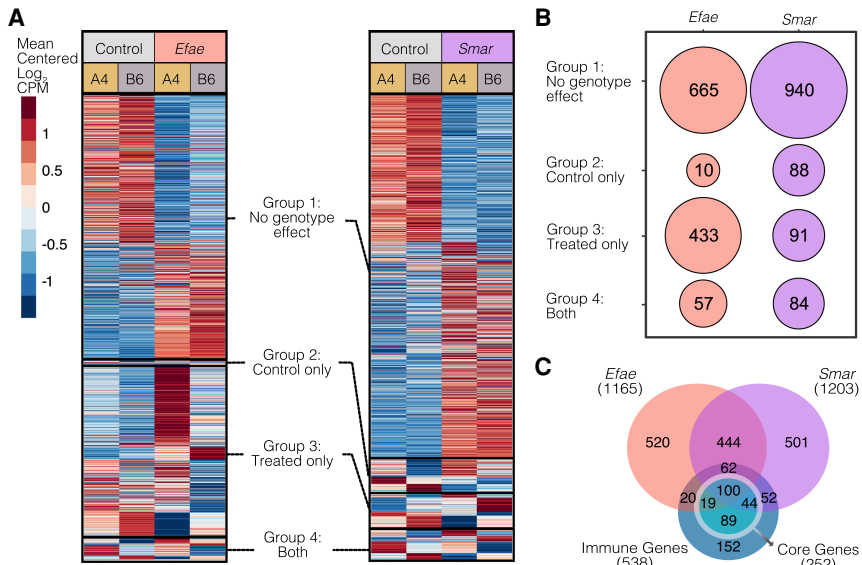 A
Mean
Centered
Log₂
CPM
1
0.5
0
-0.5
-1
Control
Efae
A4
B6
A4
B6
Control
Smar
A4
B6
A4
B6
Group 1:
No genotype
effect
Group 2:
Control only
Group 3:
Treated only
Group 4:
Both
B
Efae
Smar
Group 1:
No genotype
effect
665
940
Group 2:
Control only
10
88
Group 3:
Treated only
433
91
Group 4:
Both
57
84
C
Efae
(1165)
Smar
(1203)
520
444
501
62
20
19
100
44
52
89
152
Immune Genes
(538)
Core Genes
(252)